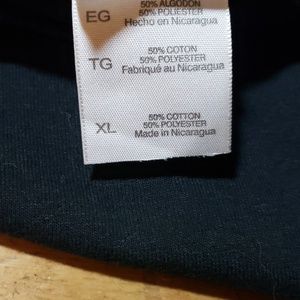 50% ALGODON
EG 50% POLIESTER
Hecho en Nicaragua
50% COTON
TG 50% POLYESTER
Fabriqué au Nicaragua
50% COTTON
XL 50% POLYESTER
Made in Nicaragua